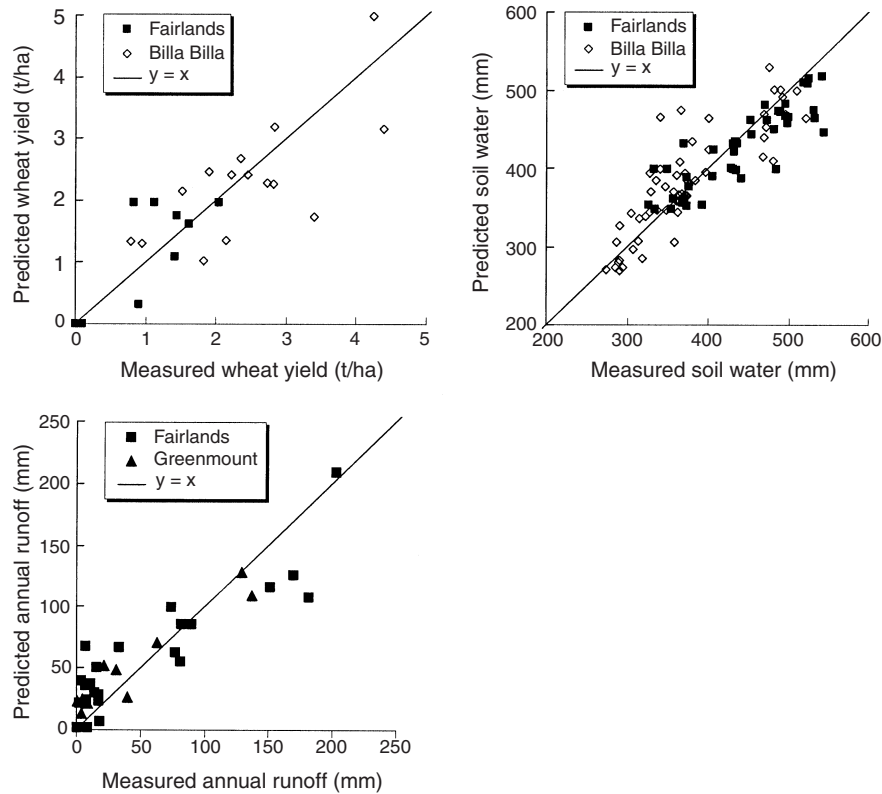 Fairlands
Billa Billa
y = x
5
4
3
2
1
0
0 1 2 3 4 5
Predicted wheat yield (t/ha)
Measured wheat yield (t/ha)
Fairlands
Billa Billa
y = x
600
500
400
300
200
200 300 400 500 600
Predicted soil water (mm)
Measured soil water (mm)
Fairlands
Greenmount
y = x
250
200
150
100
50
0
0 50 100 150 200 250
Predicted annual runoff (mm)
Measured annual runoff (mm)